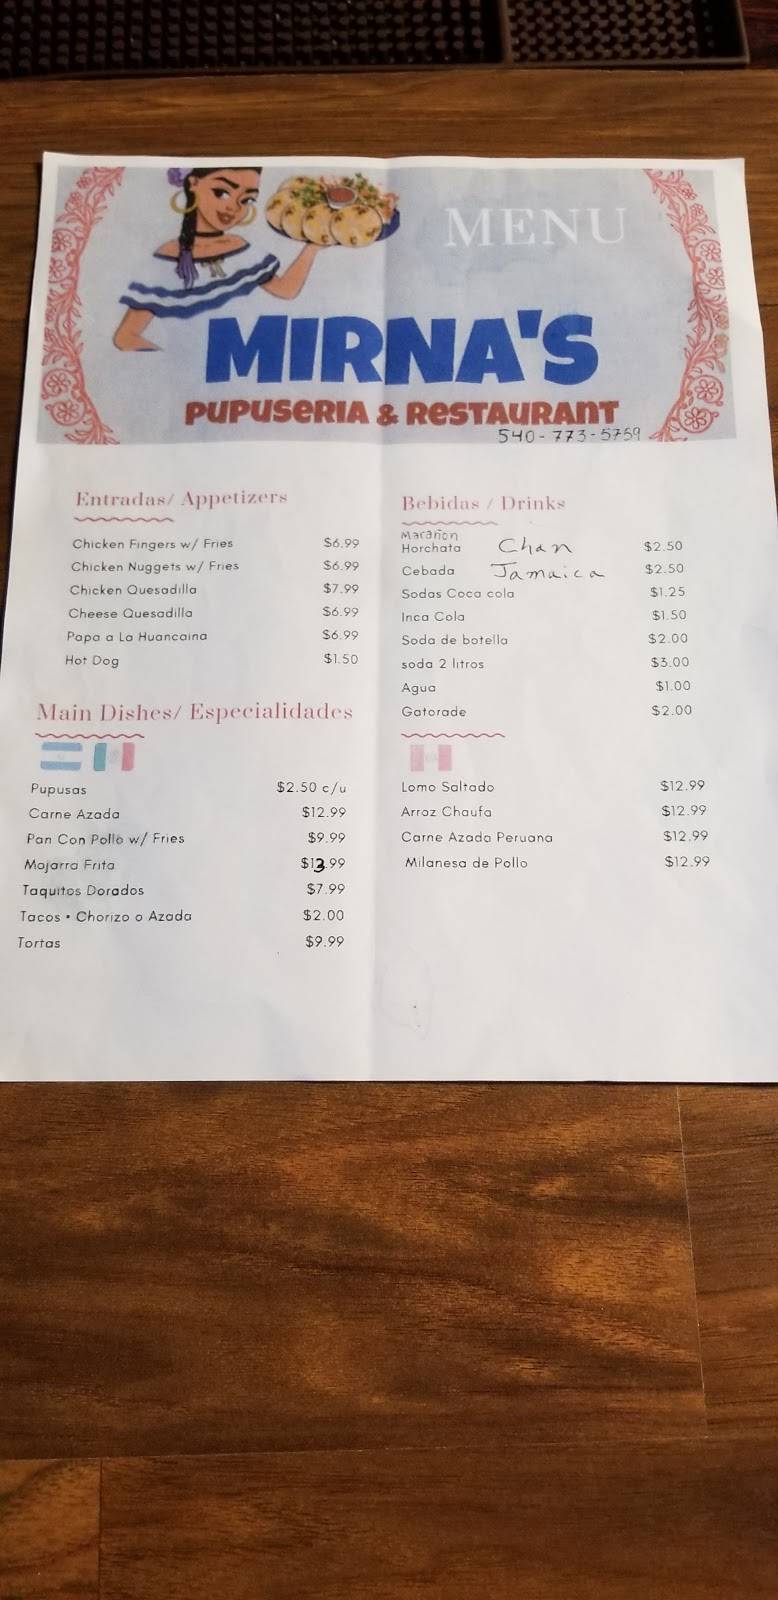 MENU
MIRNA'S
PUPUSERIA & RESTAURANT
540-773-5759
Entradas/ Appetizers
Chicken Fingers w/ Fries $6.99
Chicken Nuggets w/ Fries $6.99
Chicken Quesadilla $7.99
Cheese Quesadilla $6.99
Papa a La Huancaina $6.99
Hot Dog $1.50
Main Dishes/ Especialidades
Pupusas $2.50 c/u
Carne Azada $12.99
Pan Con Pollo w/ Fries $9.99
Mojarra Frita $13.99
Taquitos Dorados $7.99
Tacos • Chorizo o Azada $2.00
Tortas $9.99
Bebidas / Drinks
Marañon
Horchata Chan $2.50
Cebada Jamaica $2.50
Sodas Coca cola $1.25
Inca Cola $1.50
Soda de botella $2.00
soda 2 litros $3.00
Agua $1.00
Gatorade $2.00
Lomo Saltado $12.99
Arroz Chaufa $12.99
Carne Azada Peruana $12.99
Milanesa de Pollo $12.99